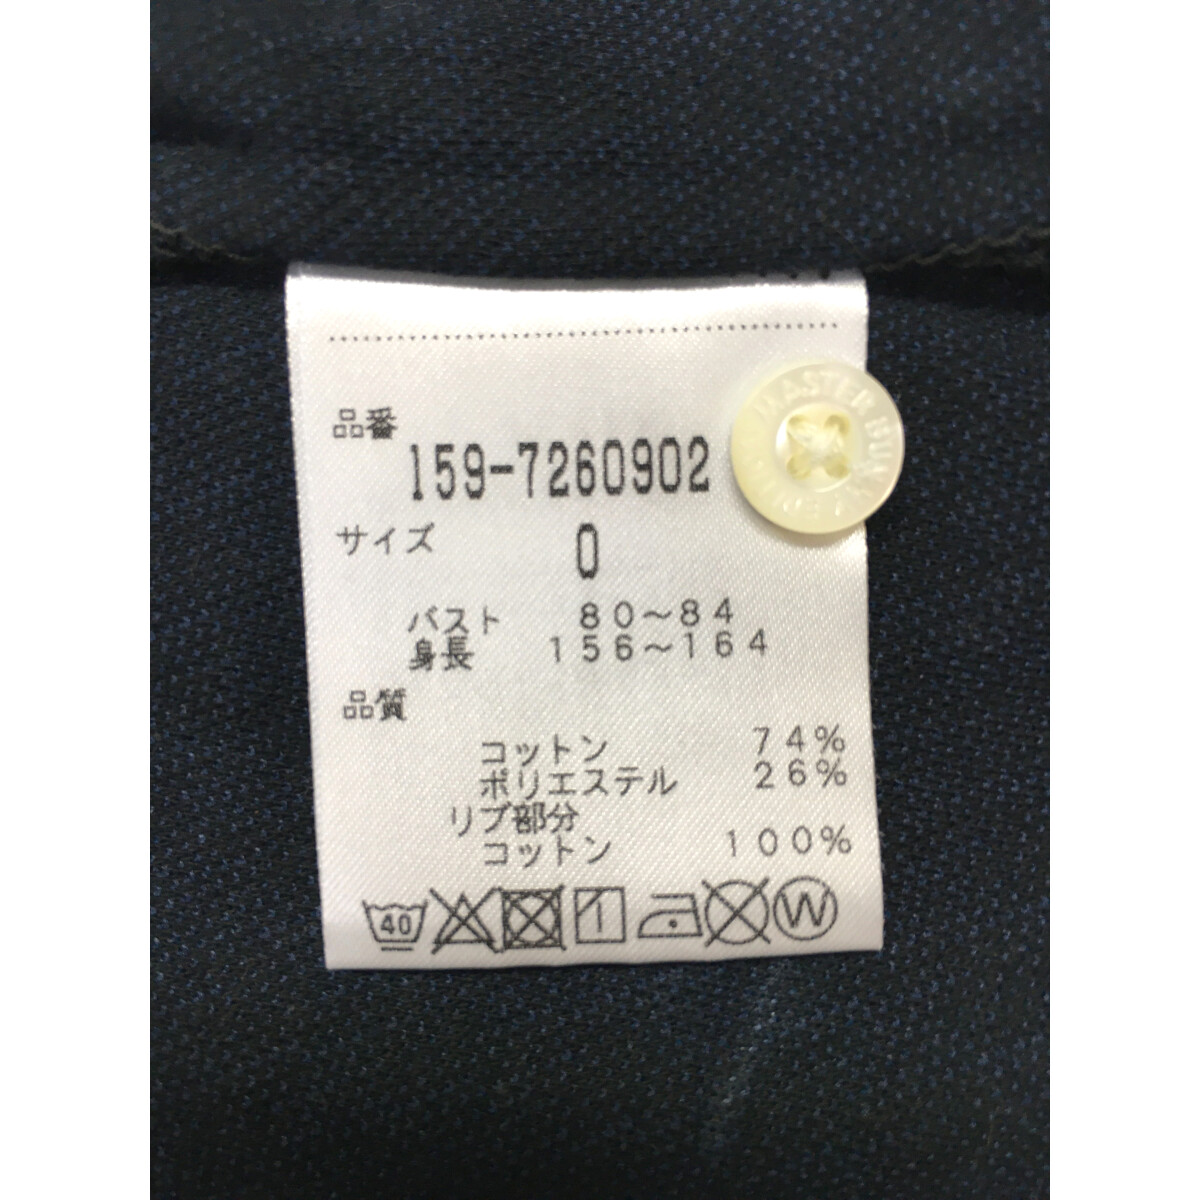 品番
159-7260902
サイズ 0
バスト 80～84
身長 156～164
品質
コットン 74%
ポリエステル 26%
リブ部分
コットン 100%
40 W
MASTER BUN